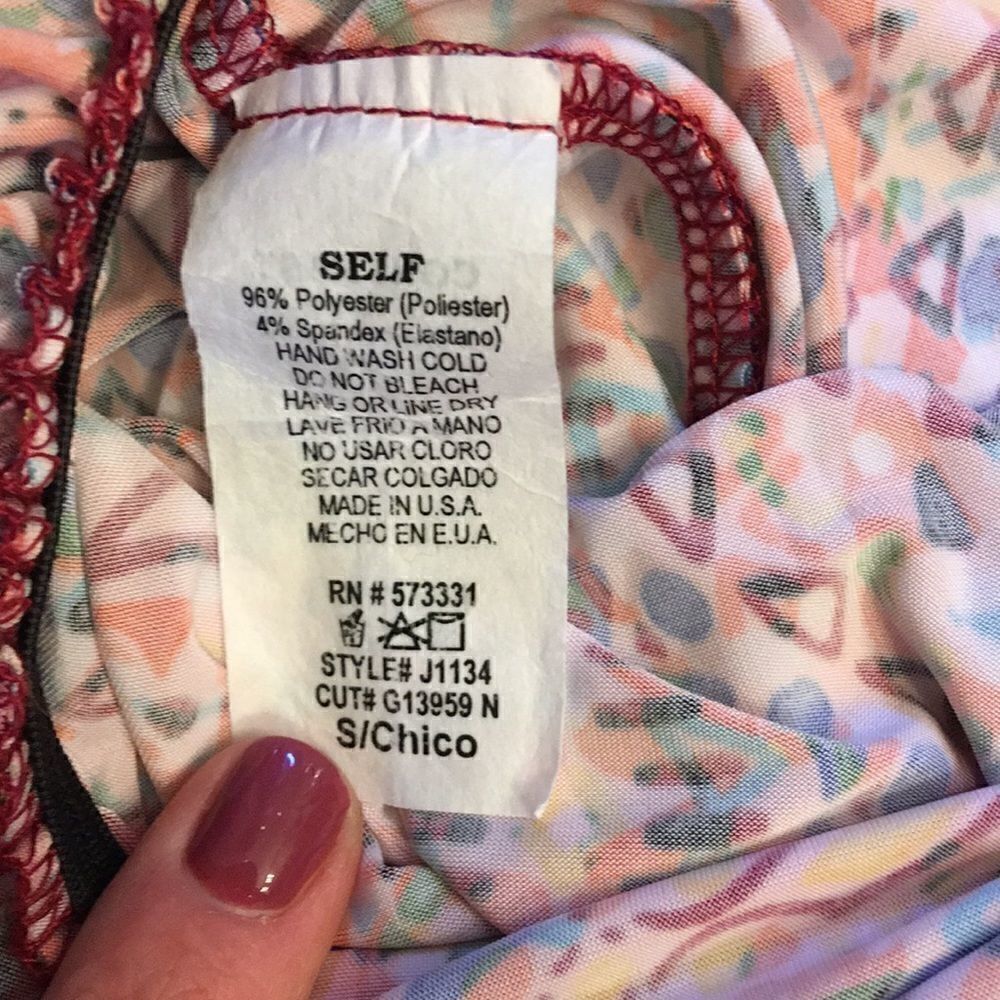 SELF
96% Polyester (Poliester)
4% Spandex (Elastano)
HAND WASH COLD
DO NOT BLEACH
HANG OR LINE DRY
LAVE FRIO A MANO
NO USAR CLORO
SECAR COLGADO
MADE IN U.S.A.
MECHO EN E.U.A.
RN # 573331
STYLE# J1134
CUT# G13959 N
S/Chico